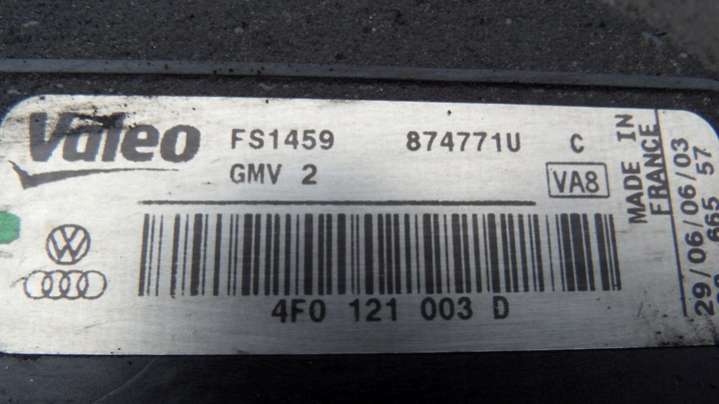 Valeo FS1459 874771U C
GMV 2 VA8
4F0 121 003 D
MADE IN
FRANCE
29/06/06/03
665 57